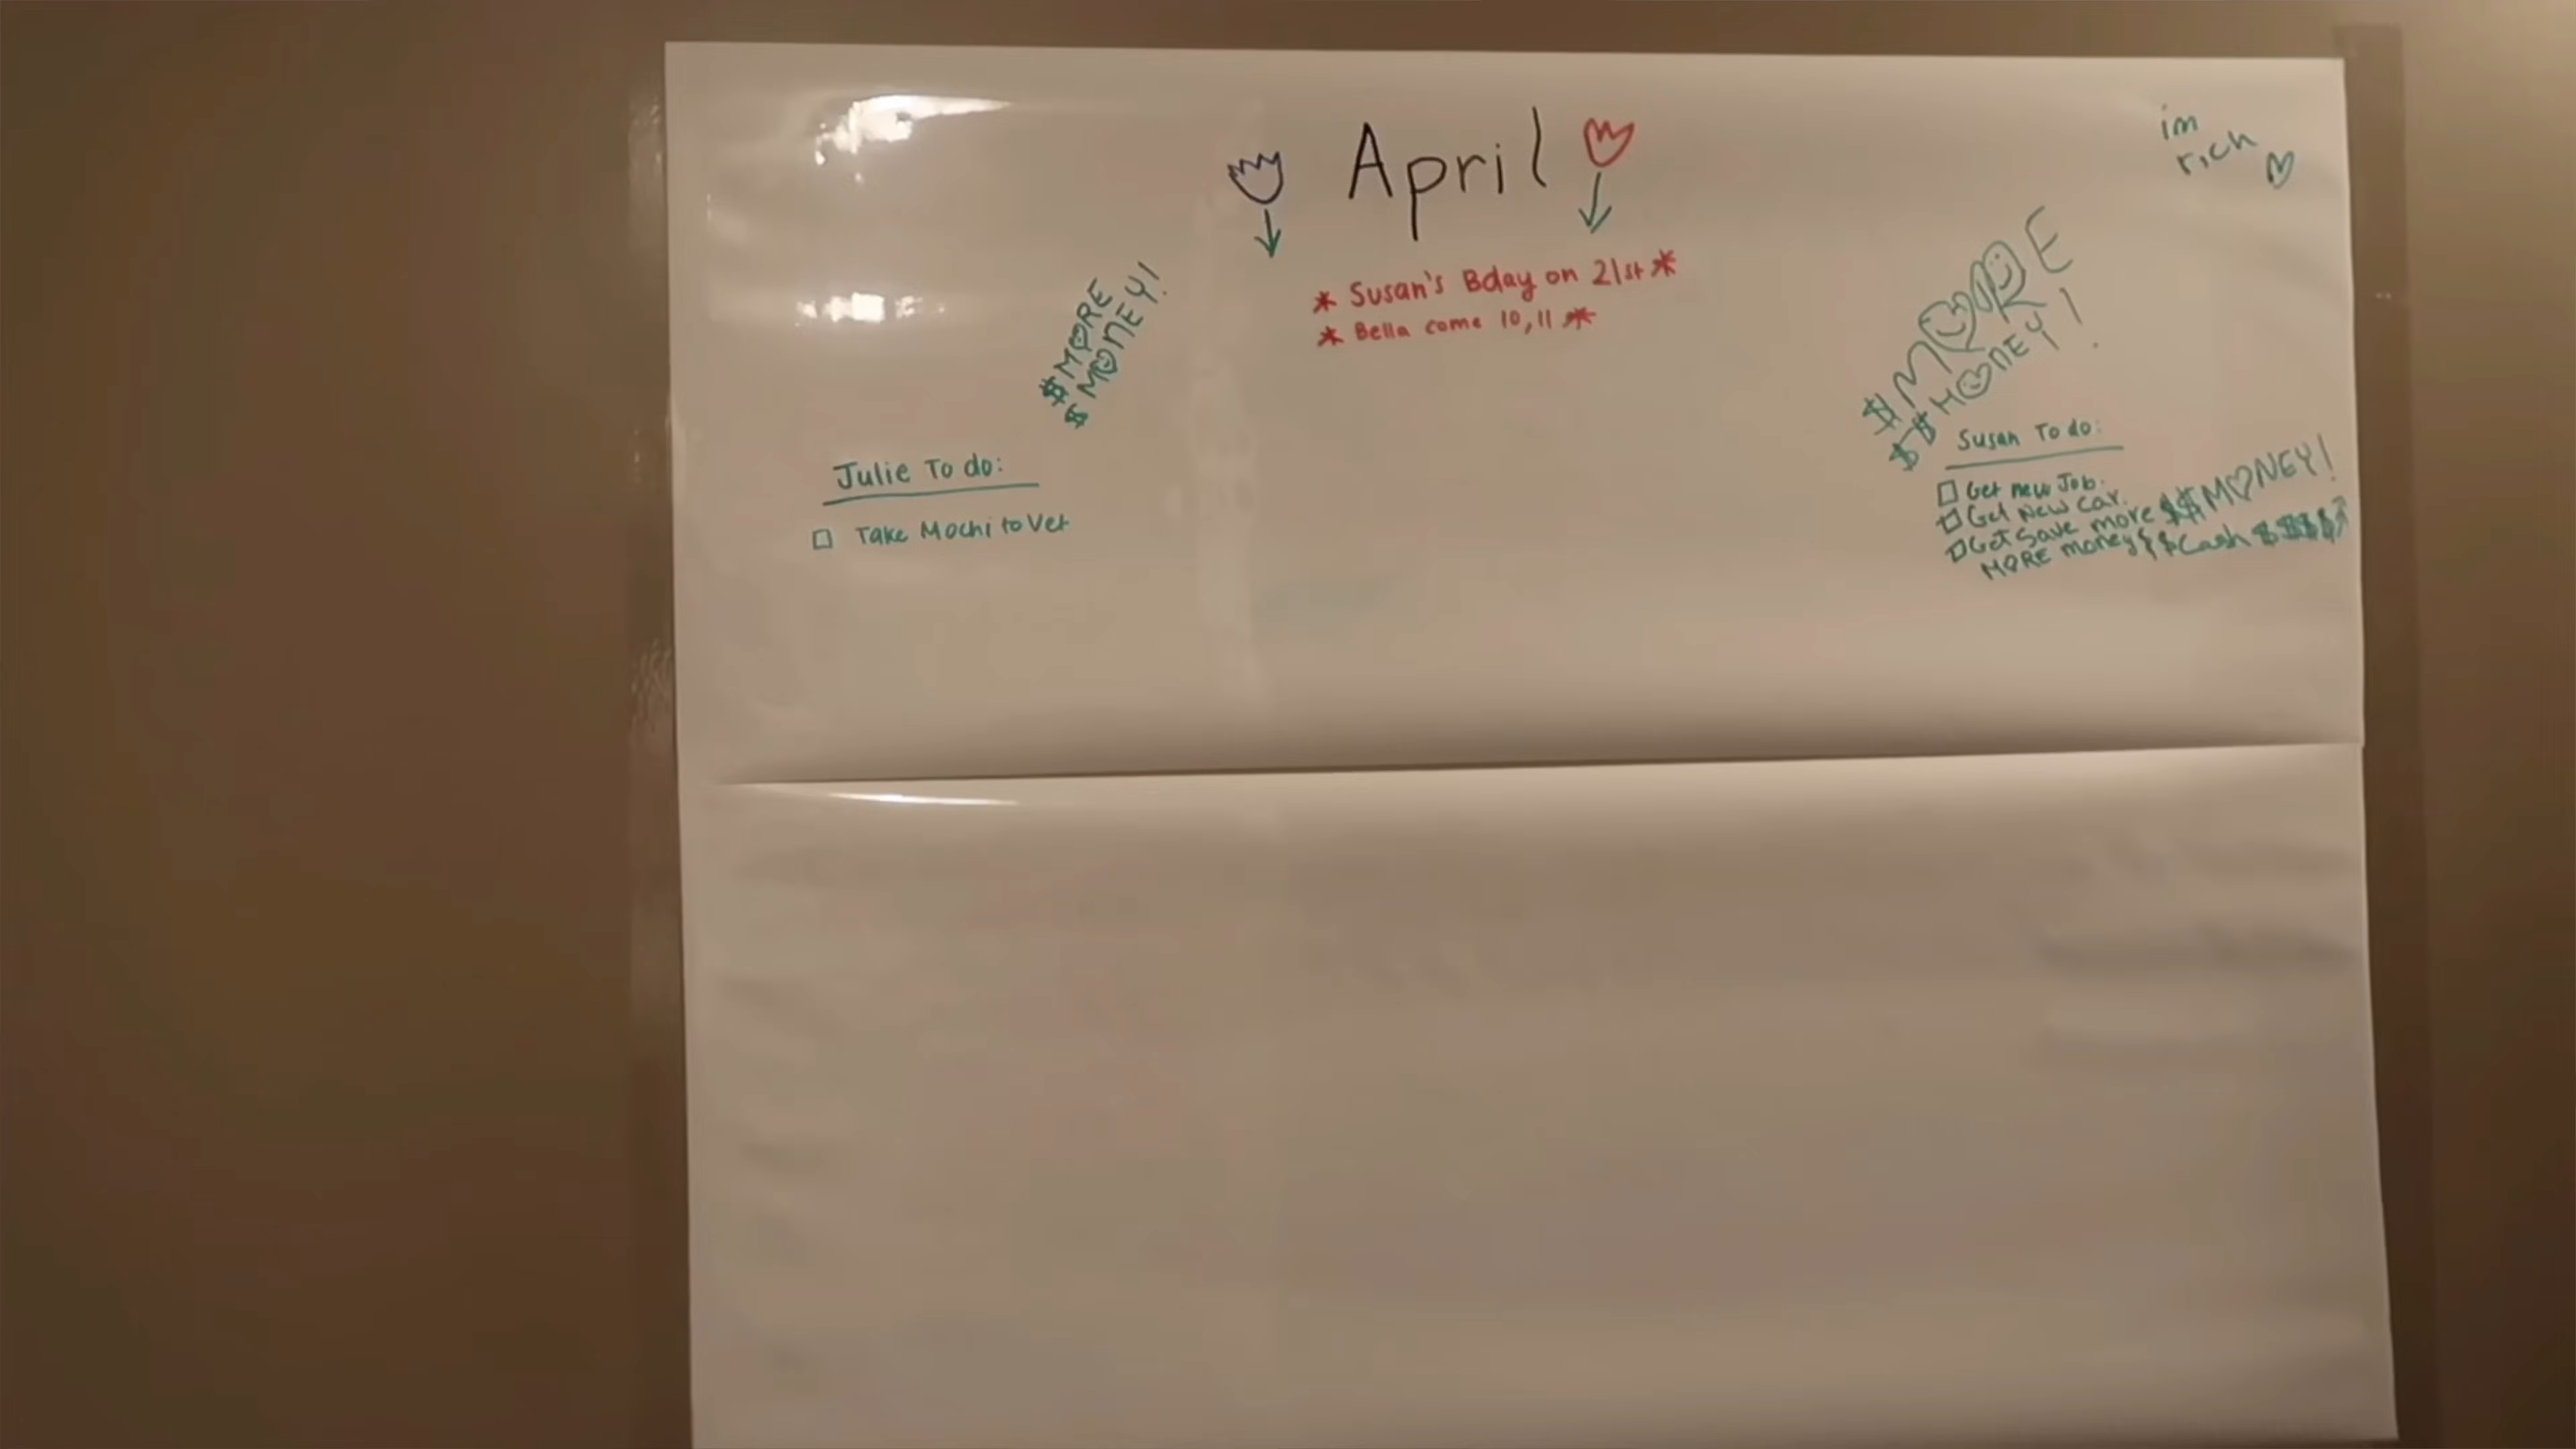 April
im
rich
* Susan's Bday on 21st *
* Bella come 10, 11 *
$MORE
$MONEY!
$MORE
$$MONEY!
Julie To do:
Take Mochi to Vet
Susan To do:
Get new Job.
Get New Car.
Get Save more $$MONEY!
MORE money $Cash $$$$$